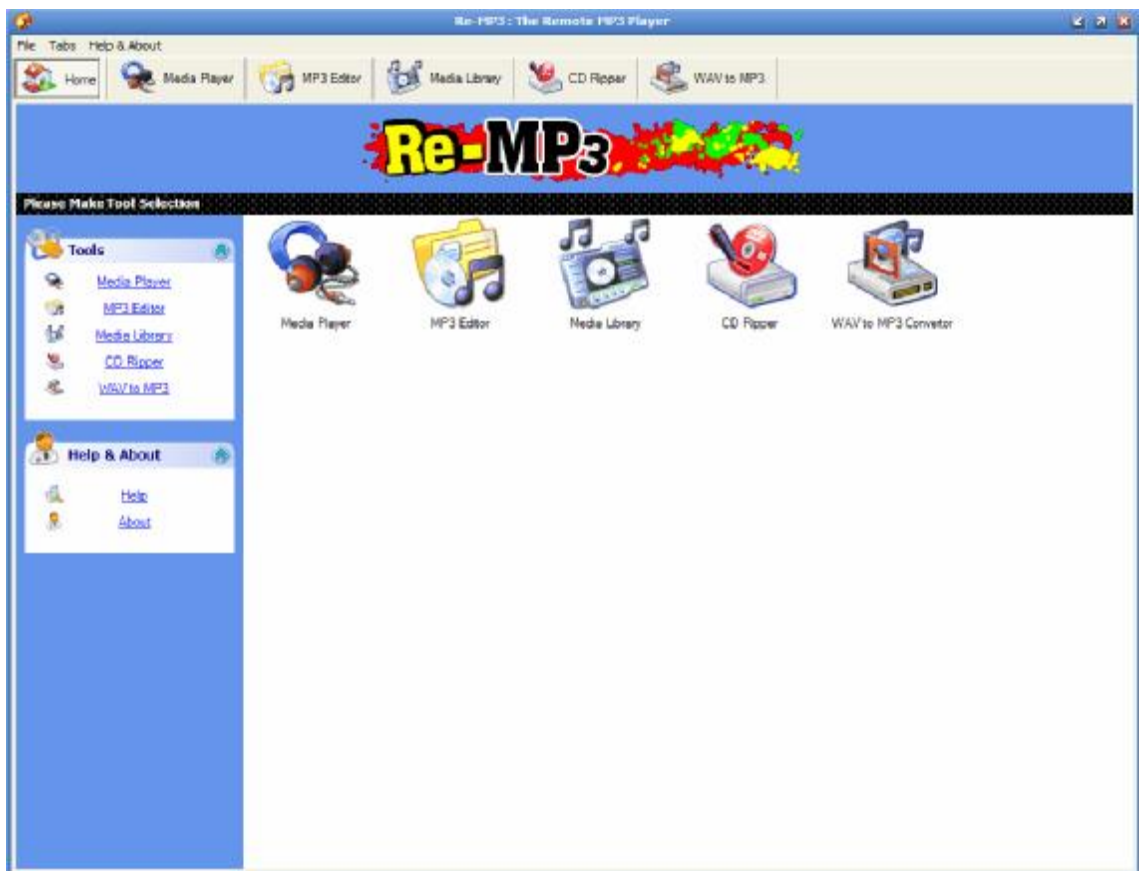 Re-MP3 : The Remote MP3 Player
File Tabs Help & About
Home Media Player MP3 Editor Media Library CD Ripper WAV to MP3
Re-MP3
Please Make Tool Selection
Tools
Media Player
MP3 Editor
Media Library
CD Ripper
WAV to MP3
Help & About
Help
About
Media Player MP3 Editor Media Library CD Ripper WAV to MP3 Convertor